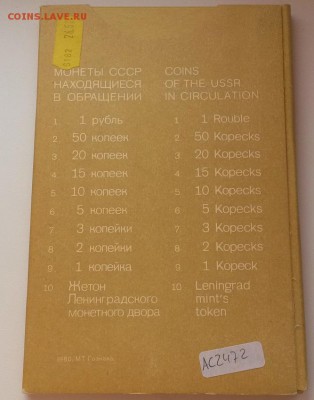 COINS.LAVE.RU
МОНЕТЫ СССР
НАХОДЯЩИЕСЯ
В ОБРАЩЕНИИ
1 1 рубль
2 50 копеек
3 20 копеек
4 15 копеек
5 10 копеек
6 5 копеек
7 3 копейки
8 2 копейки
9 1 копейка
10 Жетон
Ленинградского
монетного двора
COINS
OF THE USSR
IN CIRCULATION
1 1 Rouble
2 50 Kopecks
3 20 Kopecks
4 15 Kopecks
5 10 Kopecks
6 5 Kopecks
7 3 Kopecks
8 2 Kopecks
9 1 Kopeck
10 Leningrad
mint's
token
AC2472